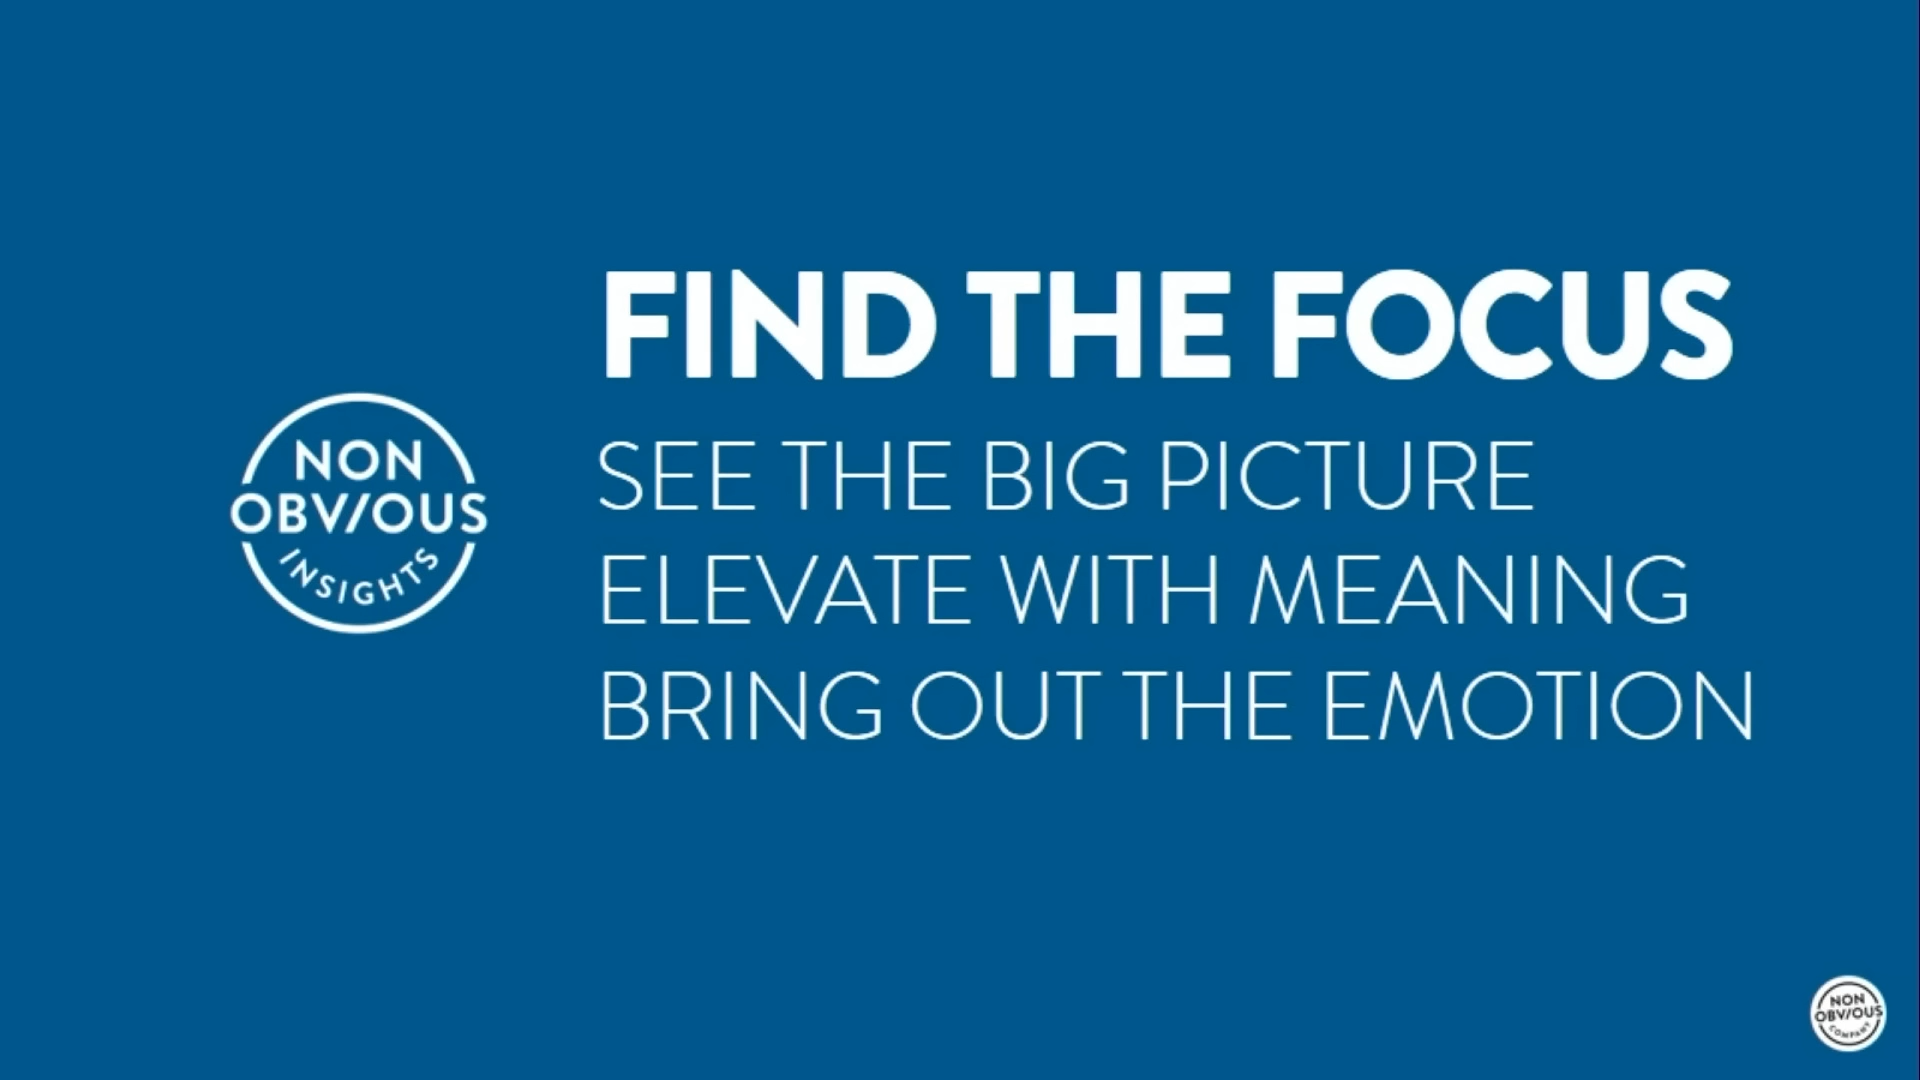 FIND THE FOCUS
SEE THE BIG PICTURE
ELEVATE WITH MEANING
BRING OUT THE EMOTION
NON
OBV/OUS
INSIGHTS
NON
OBV/OUS
COMPANY